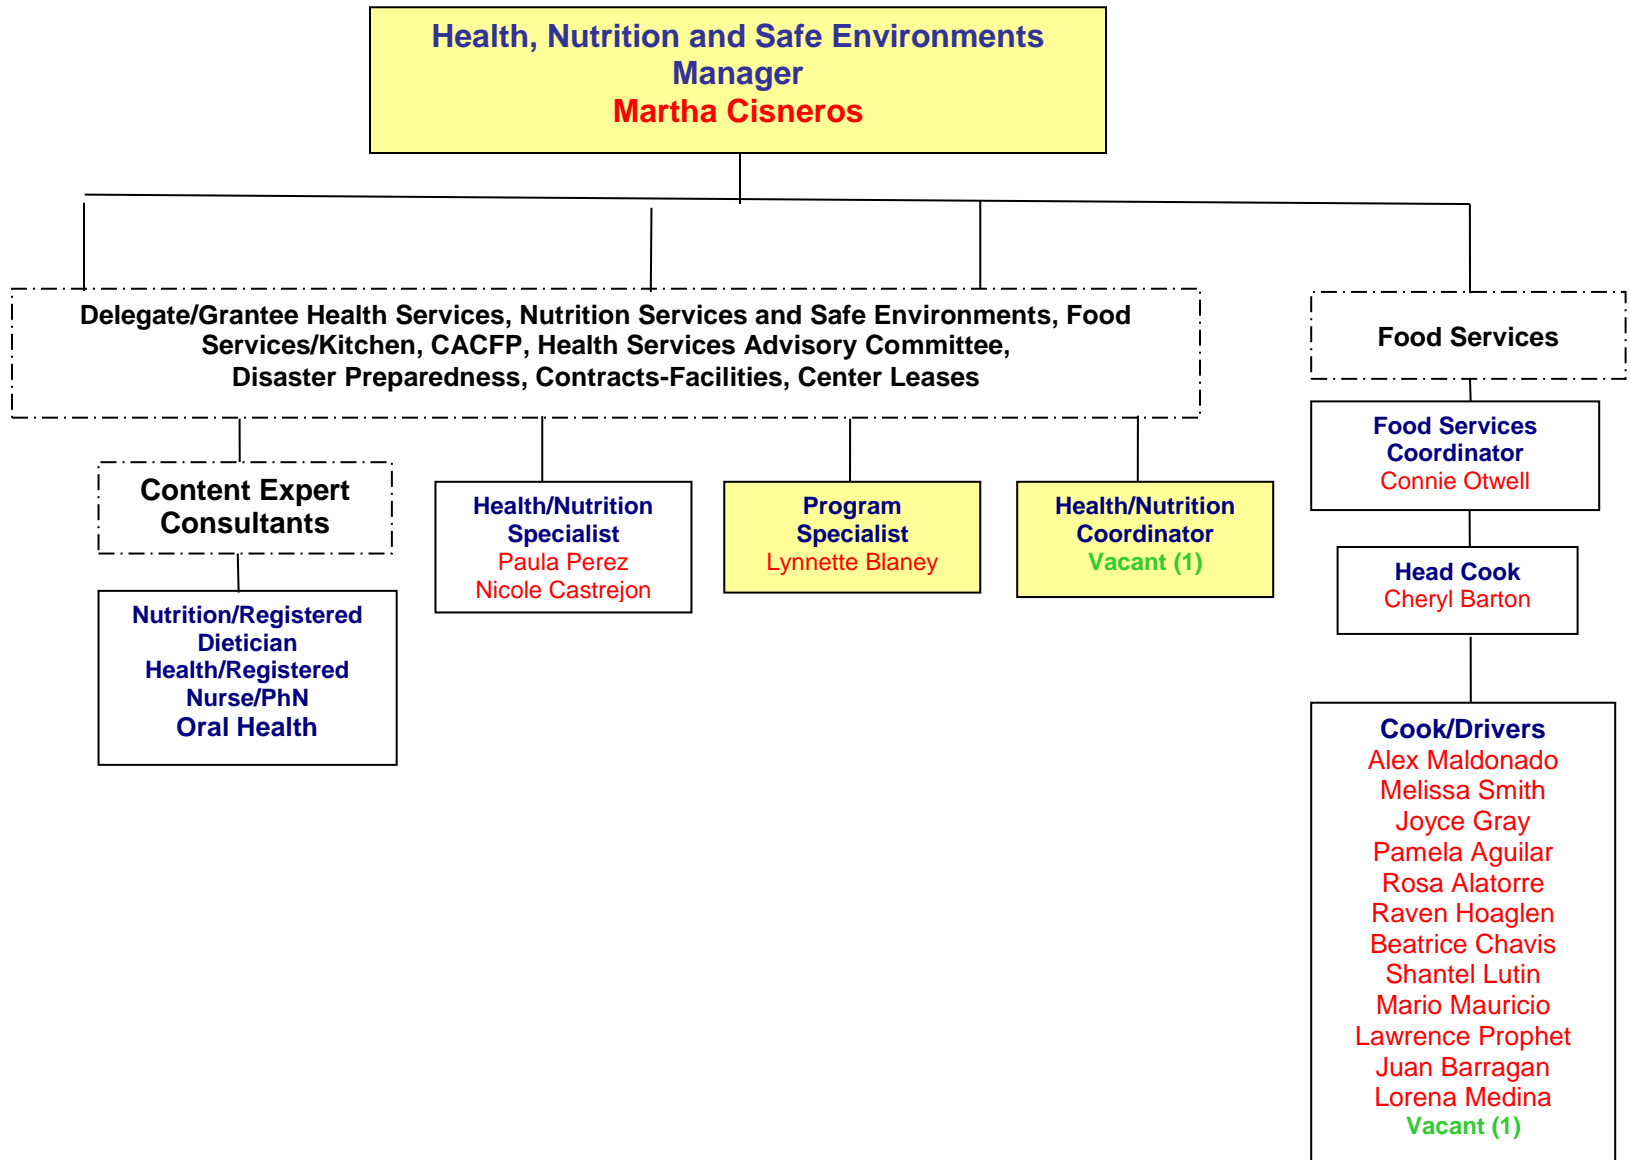 Health, Nutrition and Safe Environments
Manager
Martha Cisneros
Delegate/Grantee Health Services, Nutrition Services and Safe Environments, Food
Services/Kitchen, CACFP, Health Services Advisory Committee,
Disaster Preparedness, Contracts-Facilities, Center Leases
Food Services
Content Expert
Consultants
Nutrition/Registered
Dietician
Health/Registered
Nurse/PhN
Oral Health
Health/Nutrition
Specialist
Paula Perez
Nicole Castrejon
Program
Specialist
Lynnette Blaney
Health/Nutrition
Coordinator
Vacant (1)
Food Services
Coordinator
Connie Otwell
Head Cook
Cheryl Barton
Cook/Drivers
Alex Maldonado
Melissa Smith
Joyce Gray
Pamela Aguilar
Rosa Alatorre
Raven Hoaglen
Beatrice Chavis
Shantel Lutin
Mario Mauricio
Lawrence Prophet
Juan Barragan
Lorena Medina
Vacant (1)